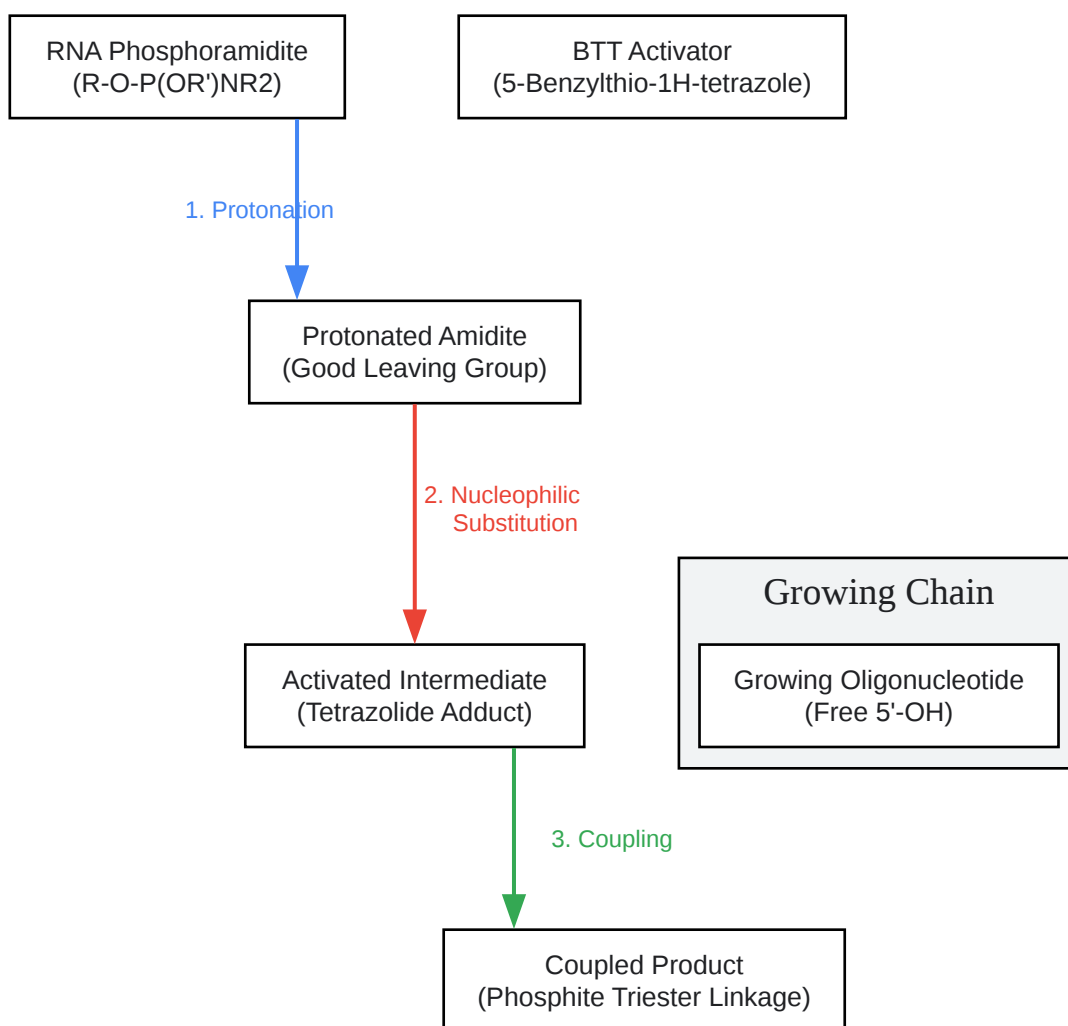 RNA Phosphoramidite
(R-O-P(OR')NR2)
BTT Activator
(5-Benzylthio-1H-tetrazole)
1. Protonation
Protonated Amidite
(Good Leaving Group)
2. Nucleophilic
Substitution
Growing Chain
Activated Intermediate
(Tetrazolide Adduct)
Growing Oligonucleotide
(Free 5'-OH)
3. Coupling
Coupled Product
(Phosphite Triester Linkage)